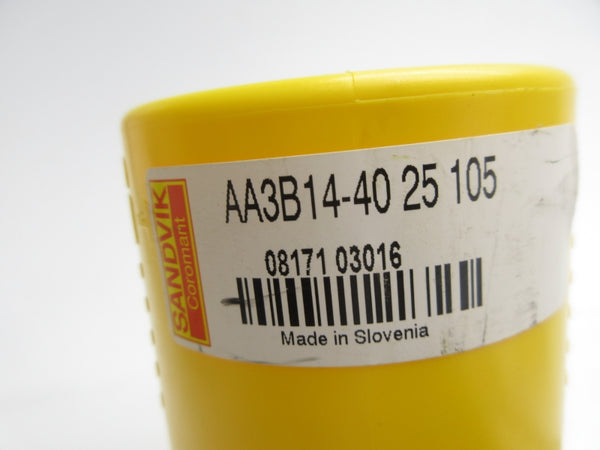 SANDVIK
Coromant
AA3B14-40 25 105
08171 03016
Made in Slovenia